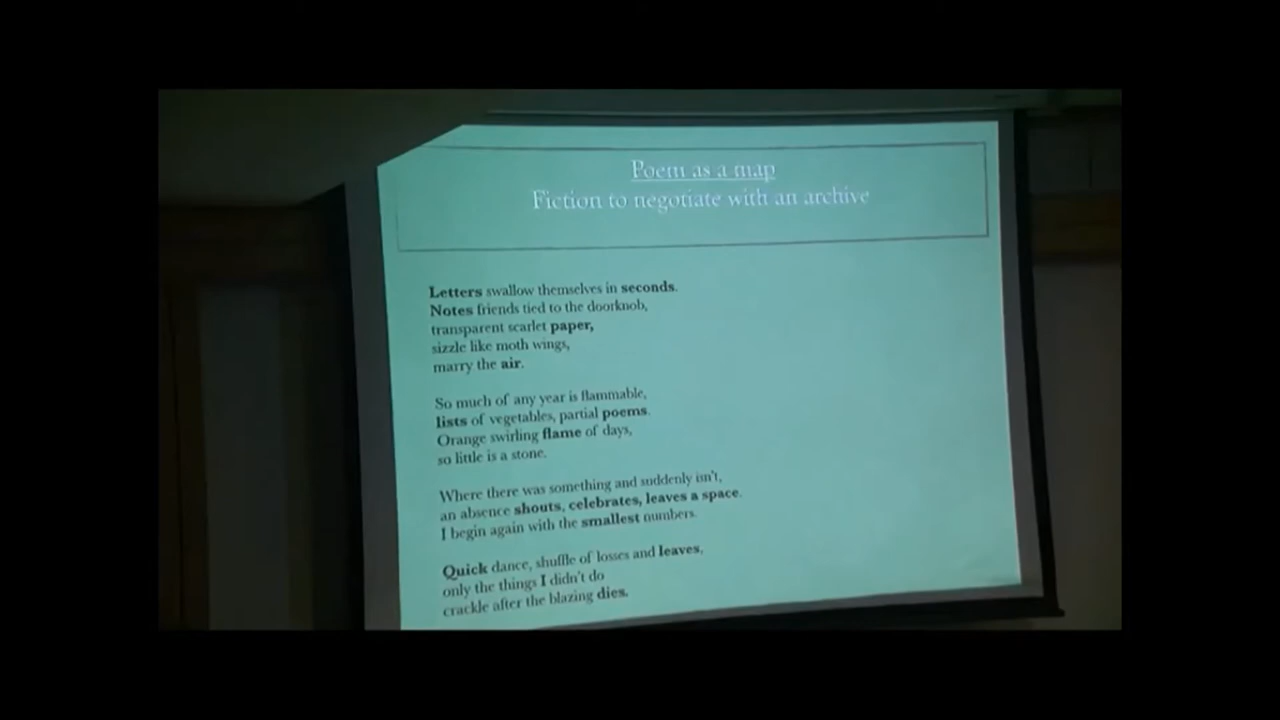 Poem as a map
Fiction to negotiate with an archive
Letters swallow themselves in seconds.
Notes friends tied to the doorknob,
transparent scarlet paper,
sizzle like moth wings,
marry the air.
So much of any year is flammable,
lists of vegetables, partial poems.
Orange swirling flame of days,
so little is a stone.
Where there was something and suddenly isn't,
an absence shouts, celebrates, leaves a space.
I begin again with the smallest numbers.
Quick dance, shuffle of losses and leaves,
only the things I didn't do
crackle after the blazing dies.